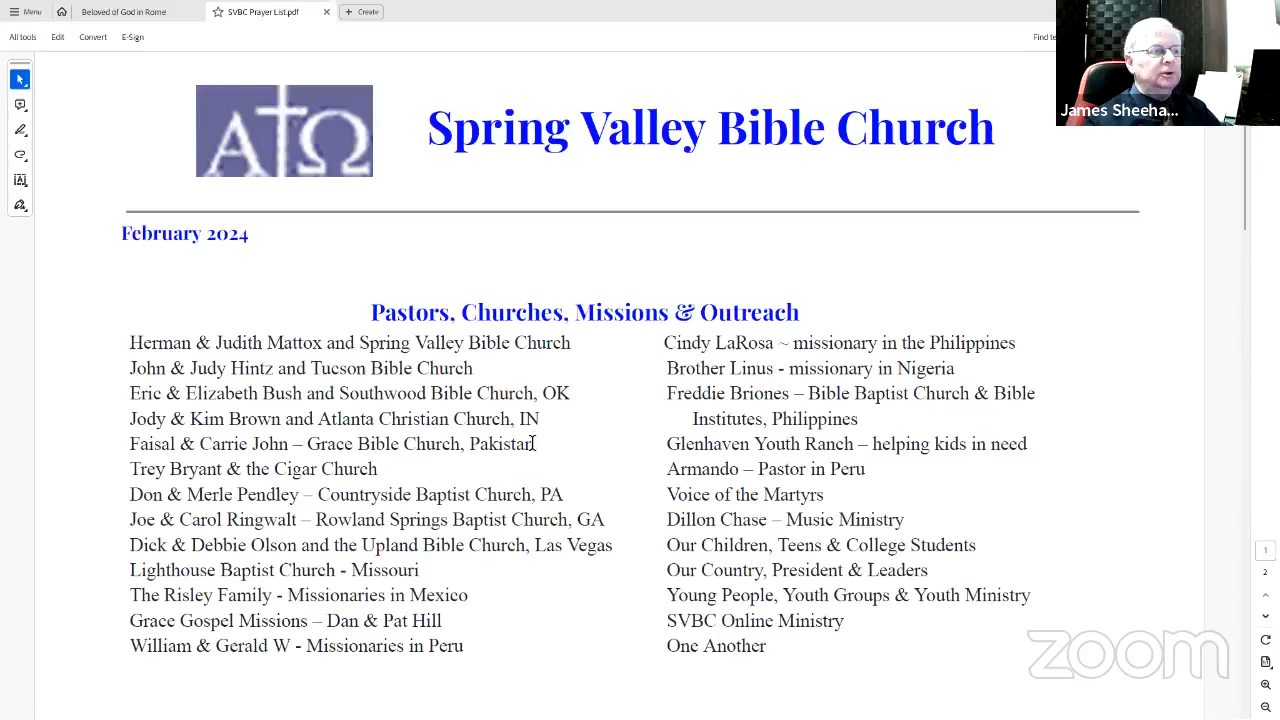 Menu
Beloved of God in Rome
SVBC Prayer List.pdf
Create
All tools
Edit
Convert
E-Sign
Find te
James Sheeha...
ΑΩ
Spring Valley Bible Church
February 2024
Pastors, Churches, Missions & Outreach
Herman & Judith Mattox and Spring Valley Bible Church
John & Judy Hintz and Tucson Bible Church
Eric & Elizabeth Bush and Southwood Bible Church, OK
Jody & Kim Brown and Atlanta Christian Church, IN
Faisal & Carrie John – Grace Bible Church, Pakistan
Trey Bryant & the Cigar Church
Don & Merle Pendley – Countryside Baptist Church, PA
Joe & Carol Ringwalt – Rowland Springs Baptist Church, GA
Dick & Debbie Olson and the Upland Bible Church, Las Vegas
Lighthouse Baptist Church - Missouri
The Risley Family - Missionaries in Mexico
Grace Gospel Missions – Dan & Pat Hill
William & Gerald W - Missionaries in Peru
Cindy LaRosa ~ missionary in the Philippines
Brother Linus - missionary in Nigeria
Freddie Briones – Bible Baptist Church & Bible
Institutes, Philippines
Glenhaven Youth Ranch – helping kids in need
Armando – Pastor in Peru
Voice of the Martyrs
Dillon Chase – Music Ministry
Our Children, Teens & College Students
Our Country, President & Leaders
Young People, Youth Groups & Youth Ministry
SVBC Online Ministry
One Another
1
2
zoom